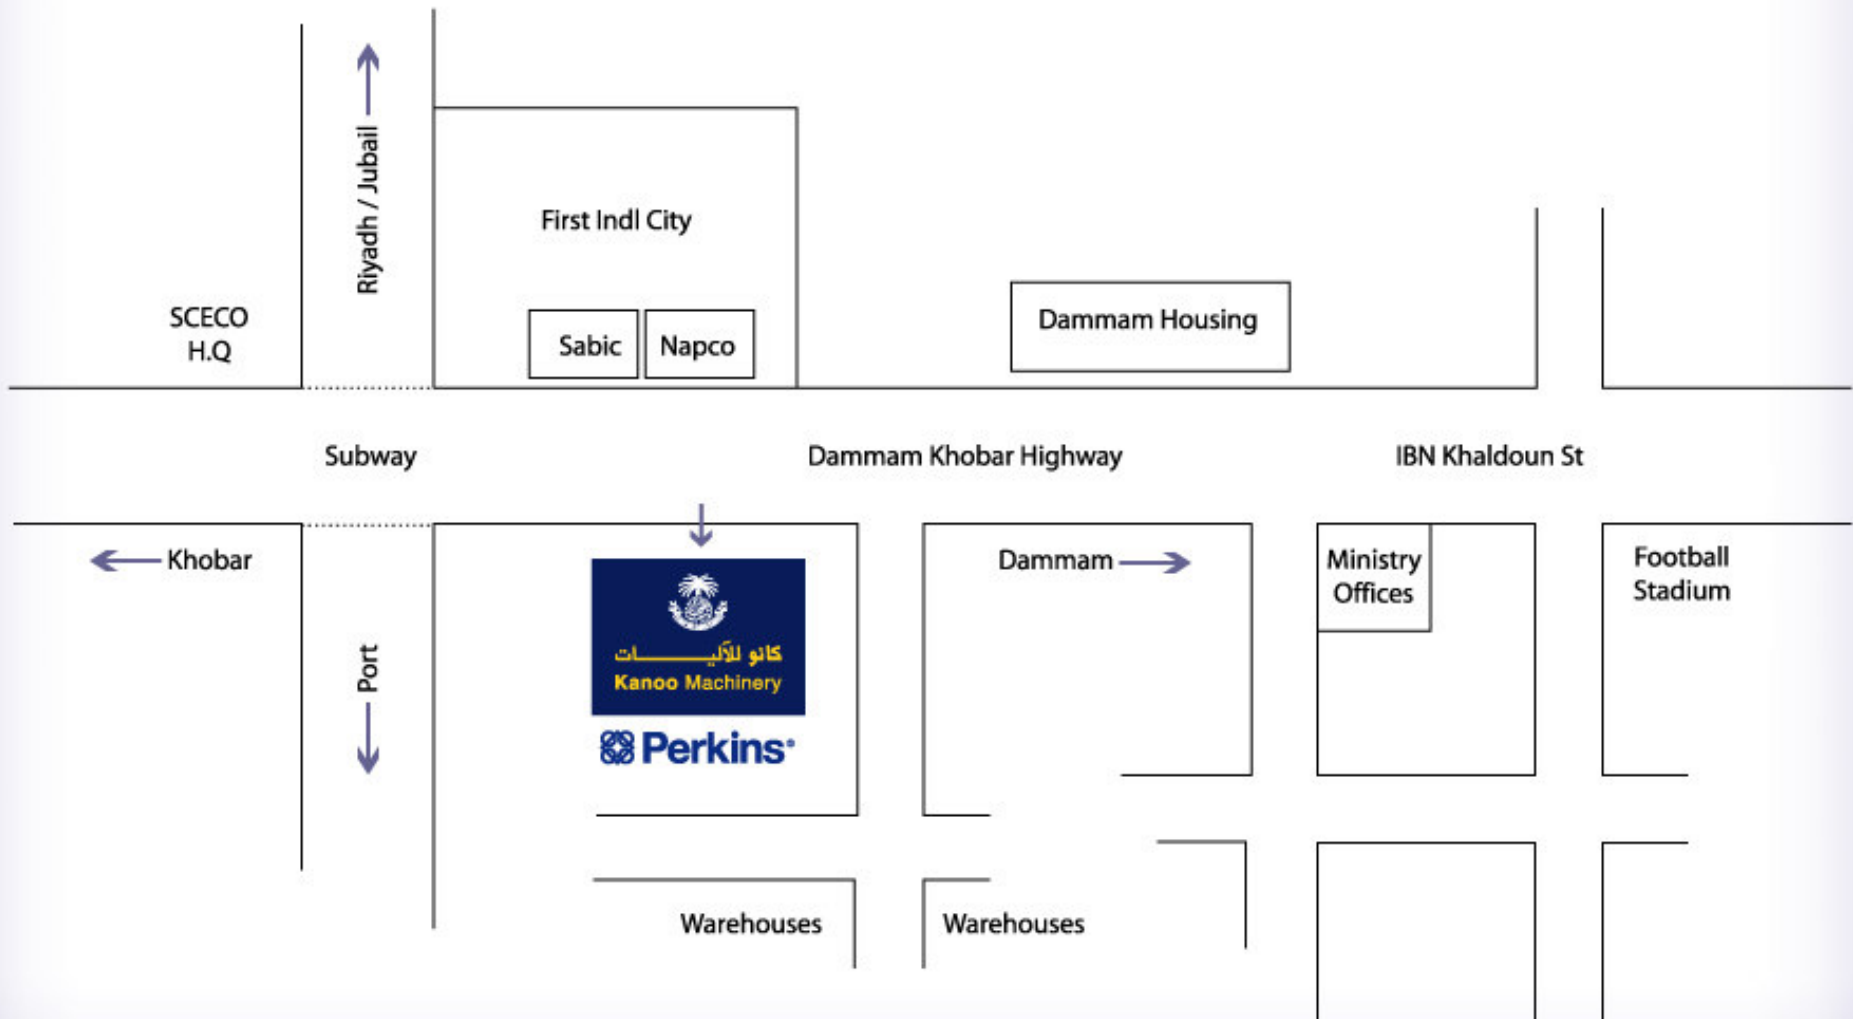 Riyadh / Jubail
First Indl City
SCECO
H.Q
Sabic
Napco
Dammam Housing
Subway
Dammam Khobar Highway
IBN Khaldoun St
Khobar
Port
كانو للآليـــــــات
Kanoo Machinery
Perkins
Dammam
Ministry
Offices
Football
Stadium
Warehouses
Warehouses